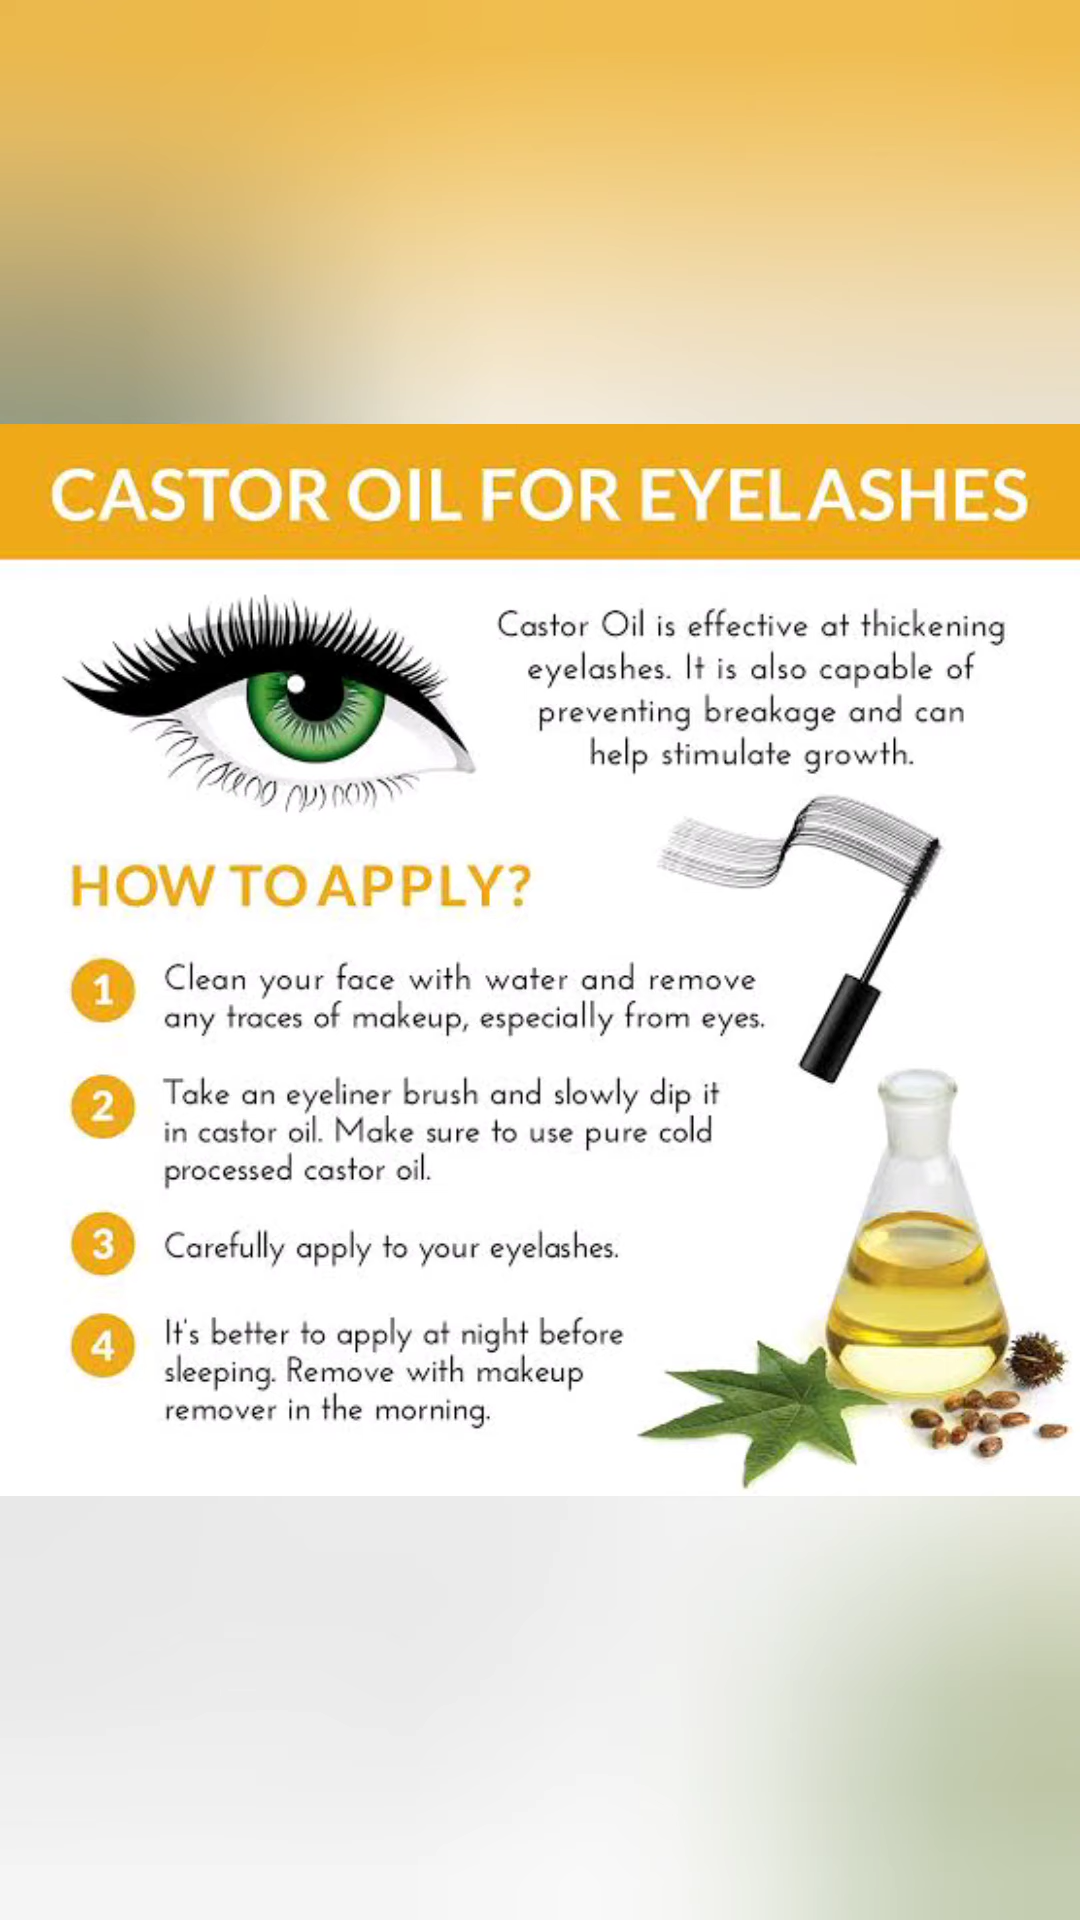 CASTOR OIL FOR EYELASHES
Castor Oil is effective at thickening
eyelashes. It is also capable of
preventing breakage and can
help stimulate growth.
HOW TO APPLY?
1 Clean your face with water and remove
any traces of makeup, especially from eyes.
2 Take an eyeliner brush and slowly dip it
in castor oil. Make sure to use pure cold
processed castor oil.
3 Carefully apply to your eyelashes.
4 It's better to apply at night before
sleeping. Remove with makeup
remover in the morning.